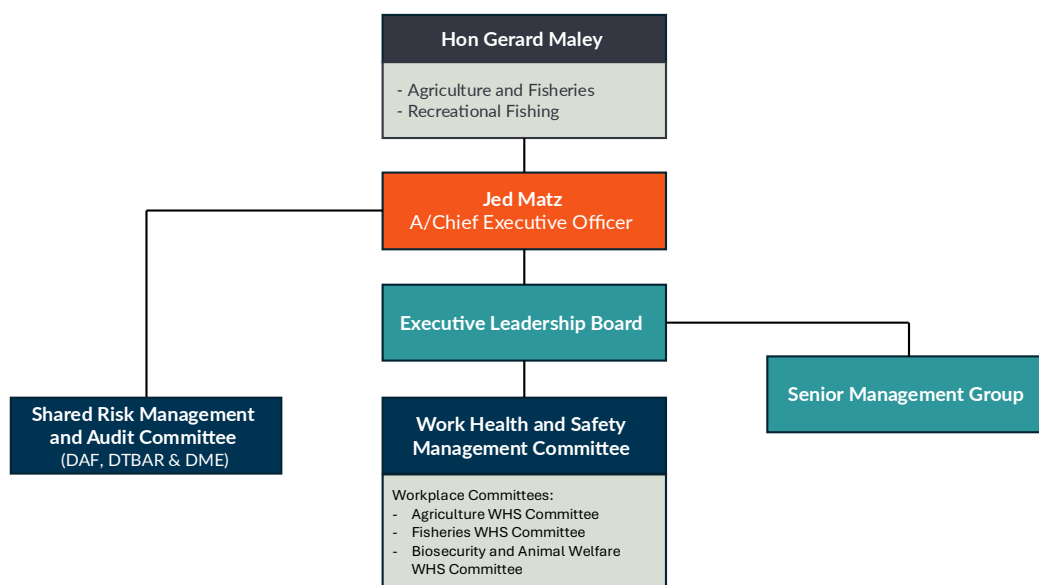 Hon Gerard Maley
- Agriculture and Fisheries
- Recreational Fishing
Jed Matz
A/Chief Executive Officer
Executive Leadership Board
Senior Management Group
Shared Risk Management
and Audit Committee
(DAF, DTBAR & DME)
Work Health and Safety
Management Committee
Workplace Committees:
- Agriculture WHS Committee
- Fisheries WHS Committee
- Biosecurity and Animal Welfare
WHS Committee